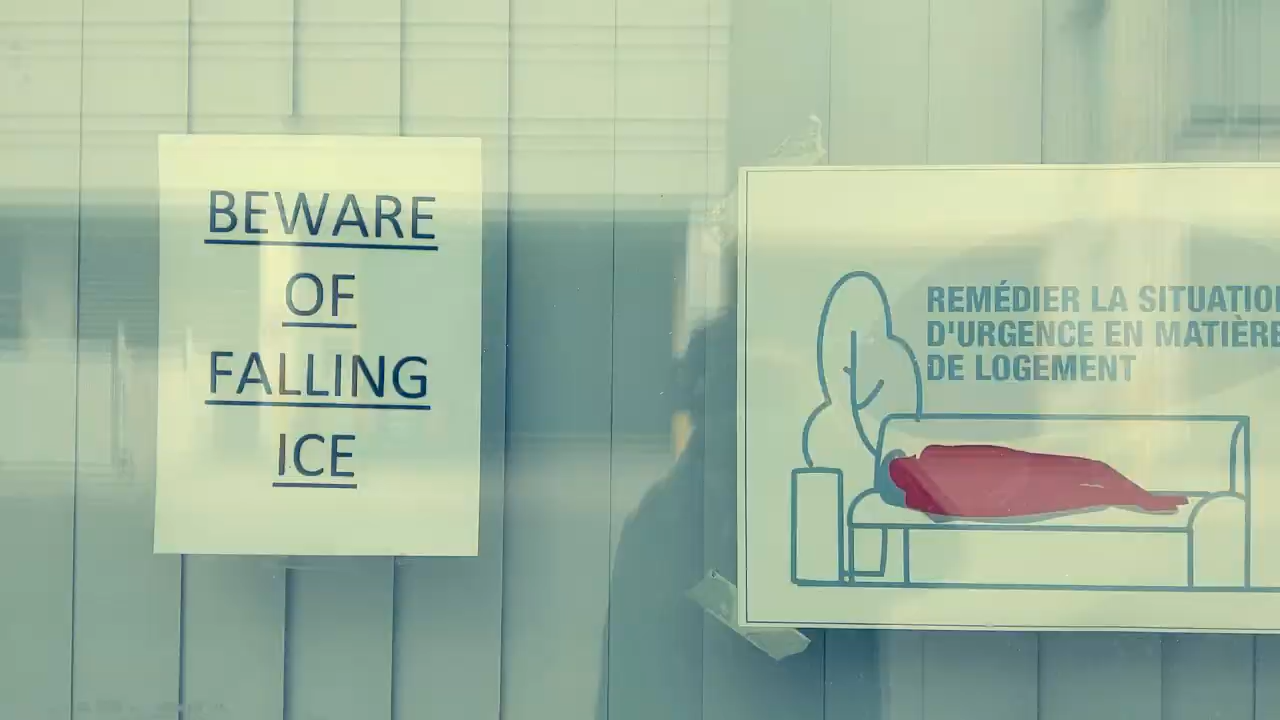 BEWARE
OF
FALLING
ICE
REMÉDIER LA SITUATIO
D'URGENCE EN MATIÈRE
DE LOGEMENT